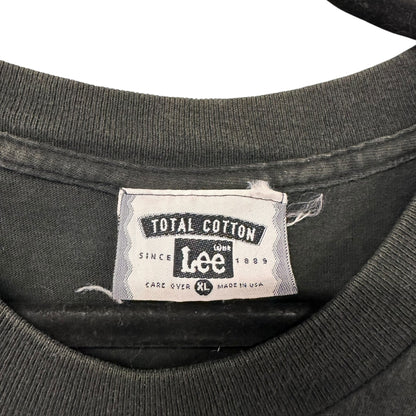 TOTAL COTTON
SINCE Lee 1889
CARE OVER XL MADE IN USA